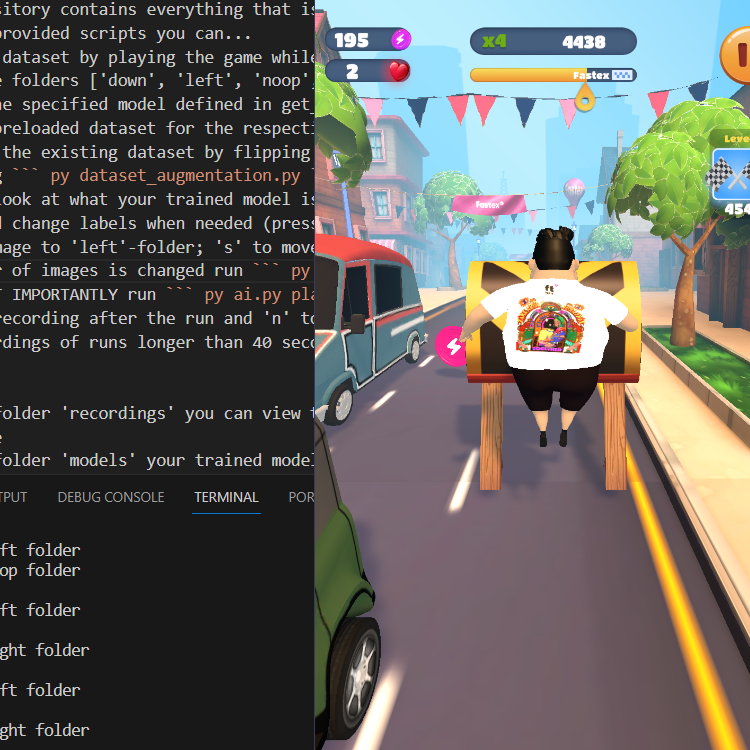 sitory contains everything that is
provided scripts you can...
dataset by playing the game while
e folders ['down', 'left', 'noop'
he specified model defined in get
preloaded dataset for the respecti
the existing dataset by flipping
g ``` py dataset_augmentation.py
look at what your trained model is
d change labels when needed (press
mage to 'left'-folder; 's' to move
r of images is changed run ``` py
T IMPORTANTLY run ``` py ai.py pla
recording after the run and 'n' to
rdings of runs longer than 40 seco
folder 'recordings' you can view
e
folder 'models' your trained model
TPUT DEBUG CONSOLE TERMINAL POR
ft folder
op folder
ft folder
ght folder
ft folder
ght folder
195
x4 4438
2
Fastex
Fastex
Leve
454
TOGETHER